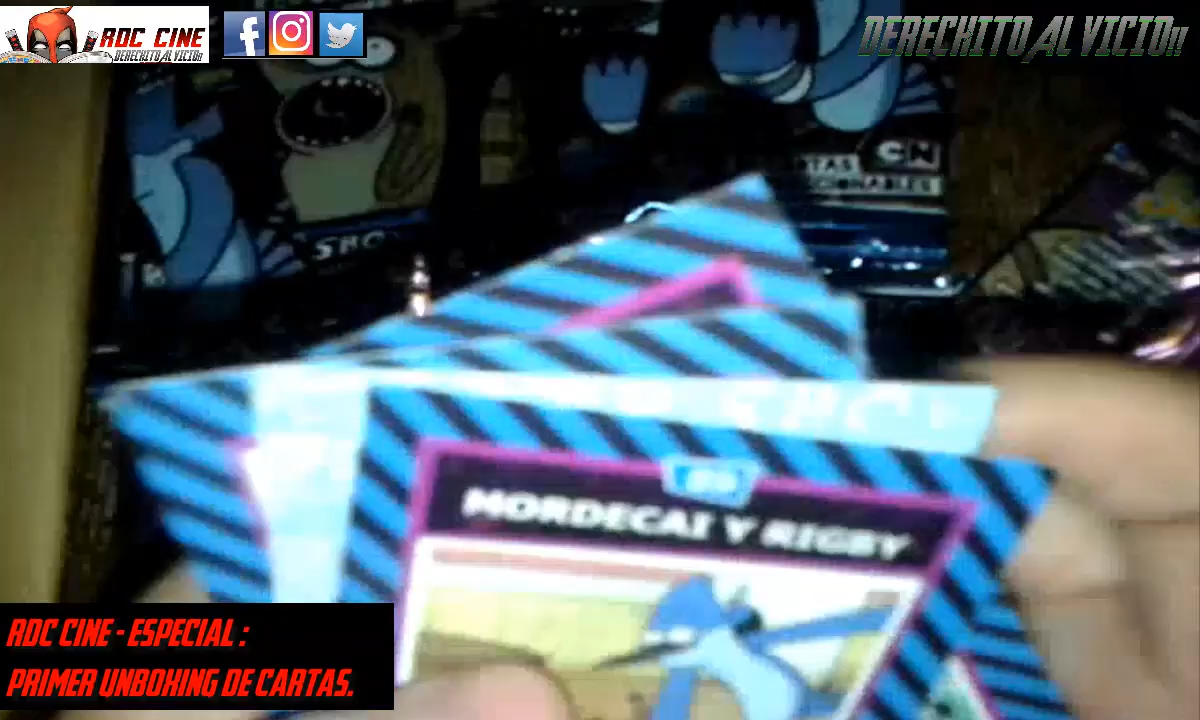 RDC CINE
DERECHITO AL VICIO!!
DERECHITO AL VICIO!!
CN
MORDECAI Y RIGBY
RDC CINE - ESPECIAL :
PRIMER UNBOXING DE CARTAS.